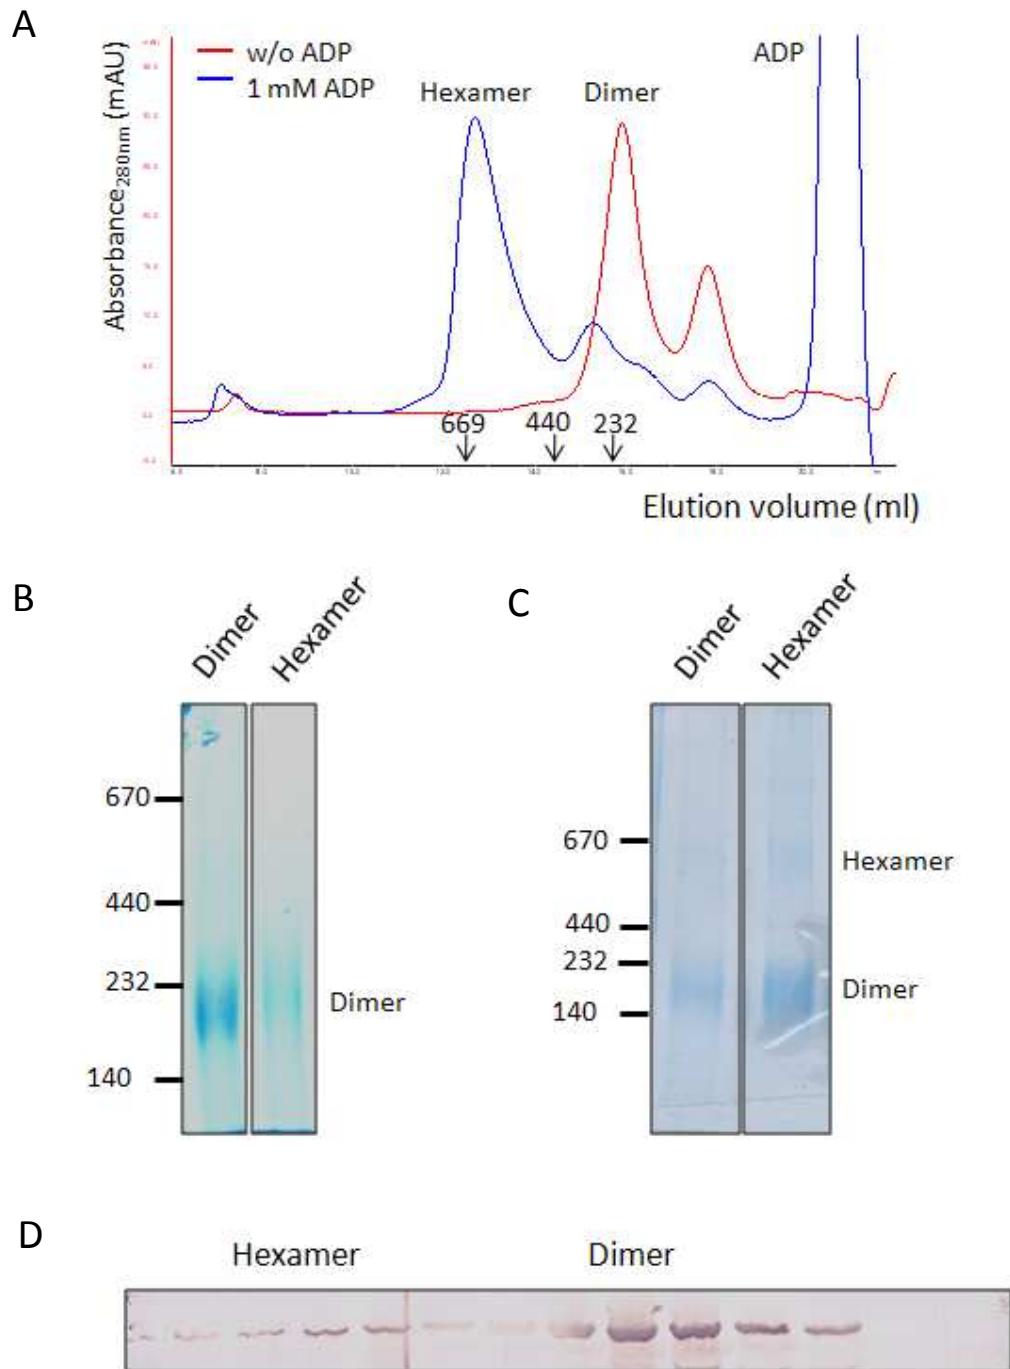 A
w/o ADP
1 mM ADP
ADP
Hexamer
Dimer
Absorbance280nm (mAU)
669
440
232
Elution volume (ml)
B
C
Dimer
Hexamer
Dimer
Hexamer
670
440
232
140
Dimer
670
440
232
140
Hexamer
Dimer
D
Hexamer
Dimer